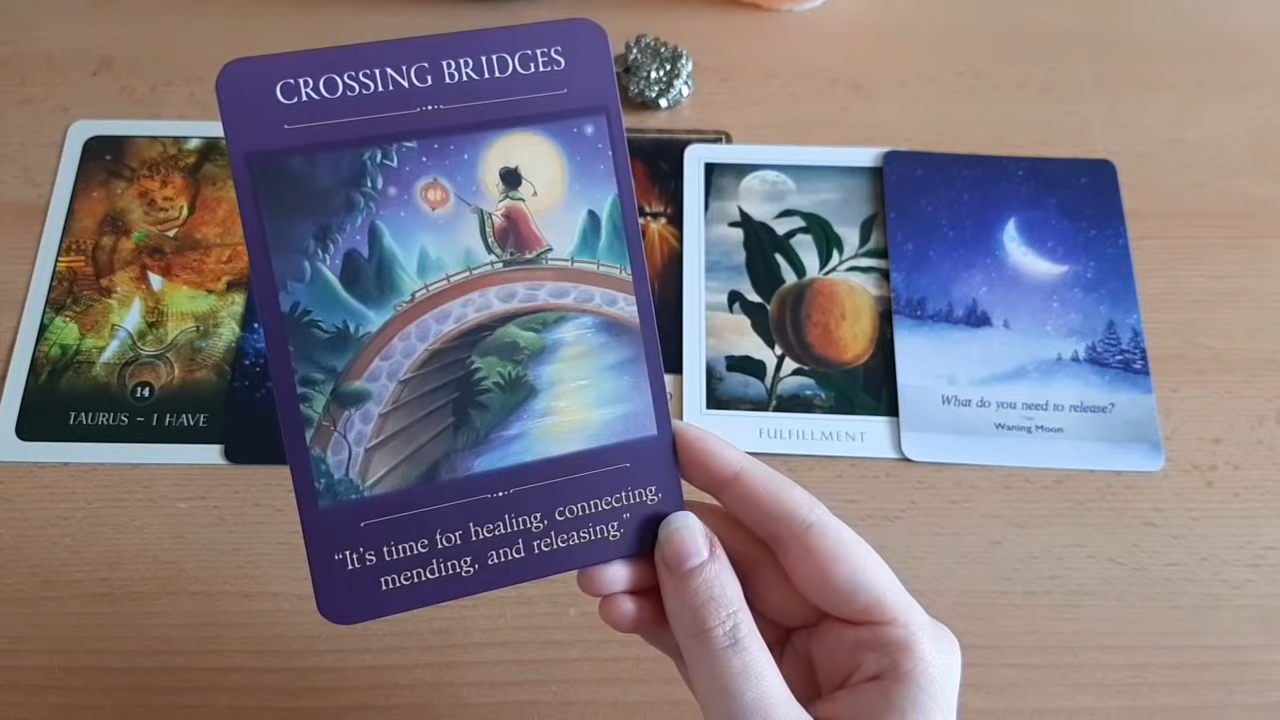 CROSSING BRIDGES
"It's time for healing, connecting,
mending, and releasing."
14
TAURUS ~ I HAVE
FULFILLMENT
What do you need to release?
Waning Moon